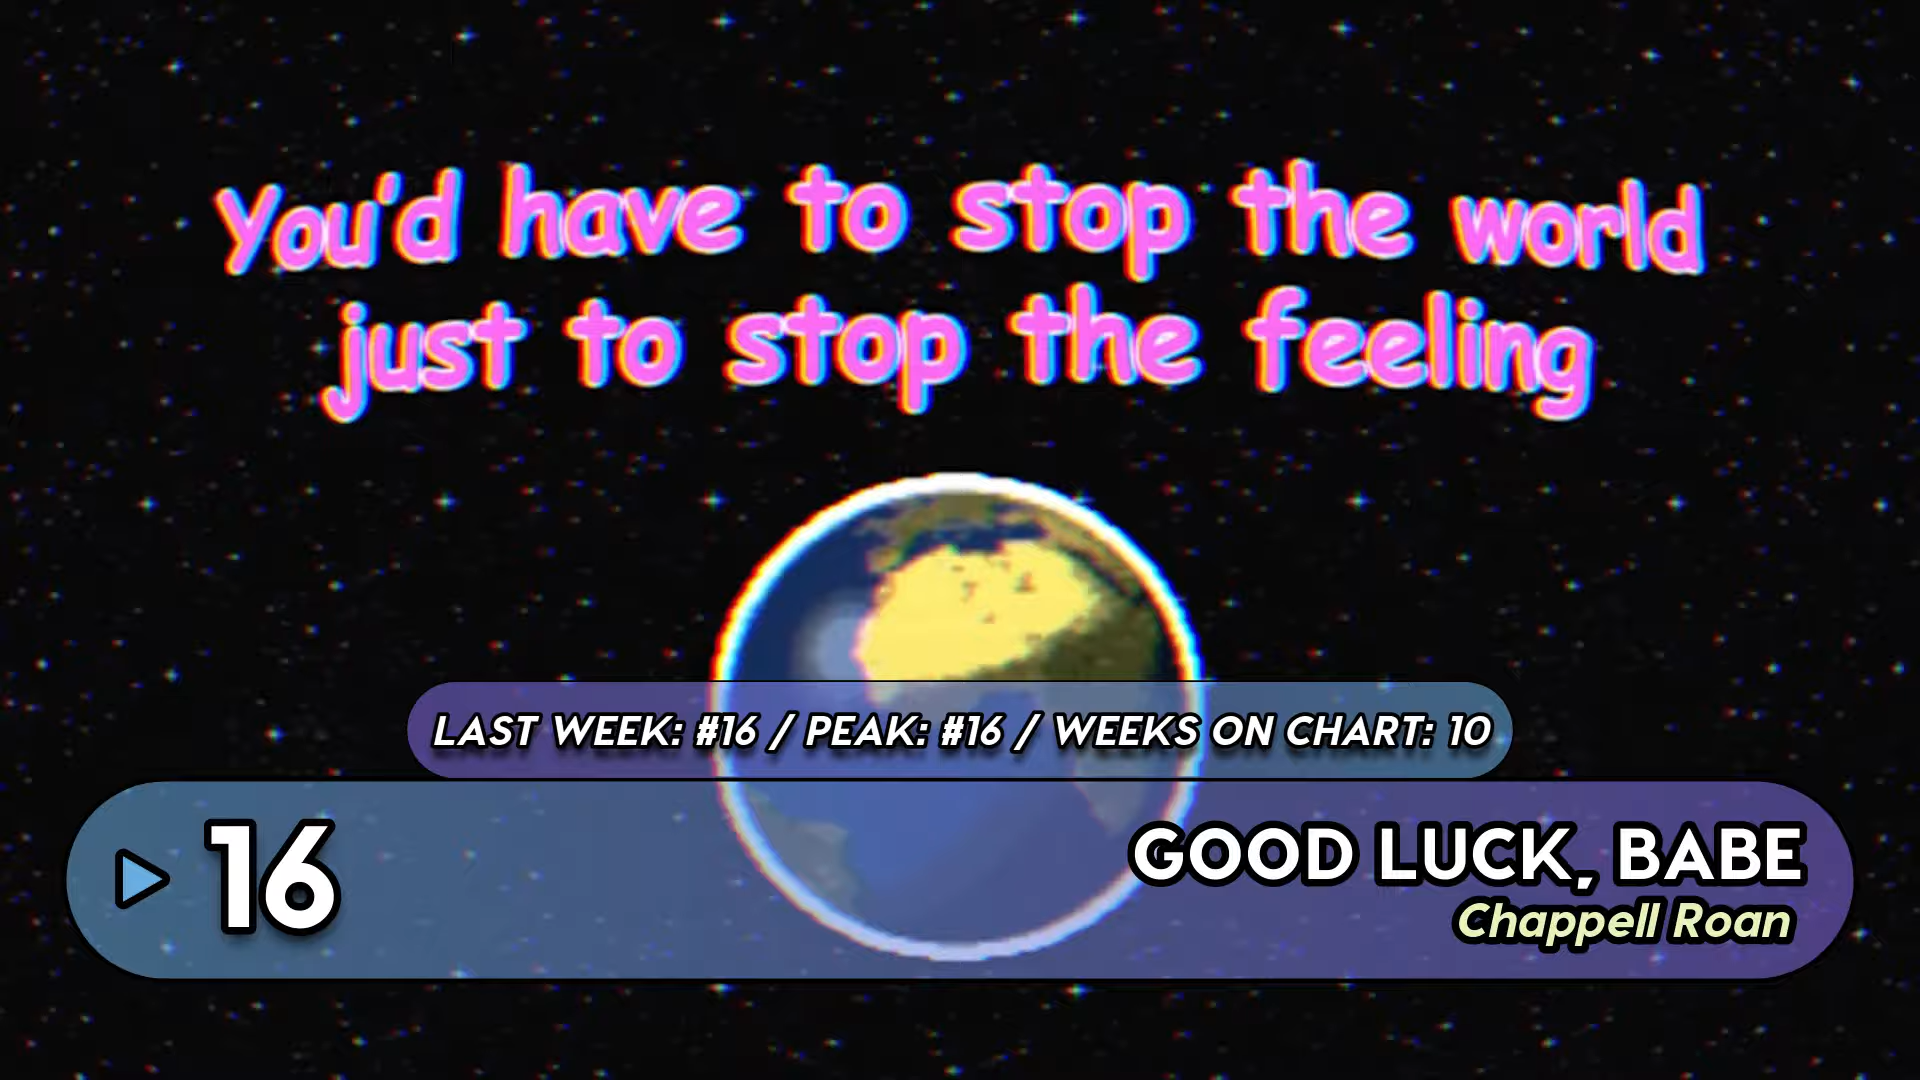 You'd have to stop the world
just to stop the feeling
LAST WEEK: #16 / PEAK: #16 / WEEKS ON CHART: 10
16
GOOD LUCK, BABE
Chappell Roan